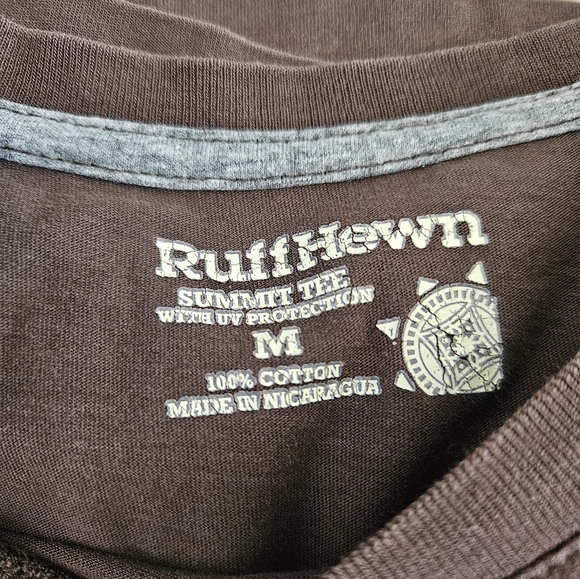 RuffHewn
SUMMIT TEE
WITH UV PROTECTION
M
100% COTTON
MADE IN NICARAGUA